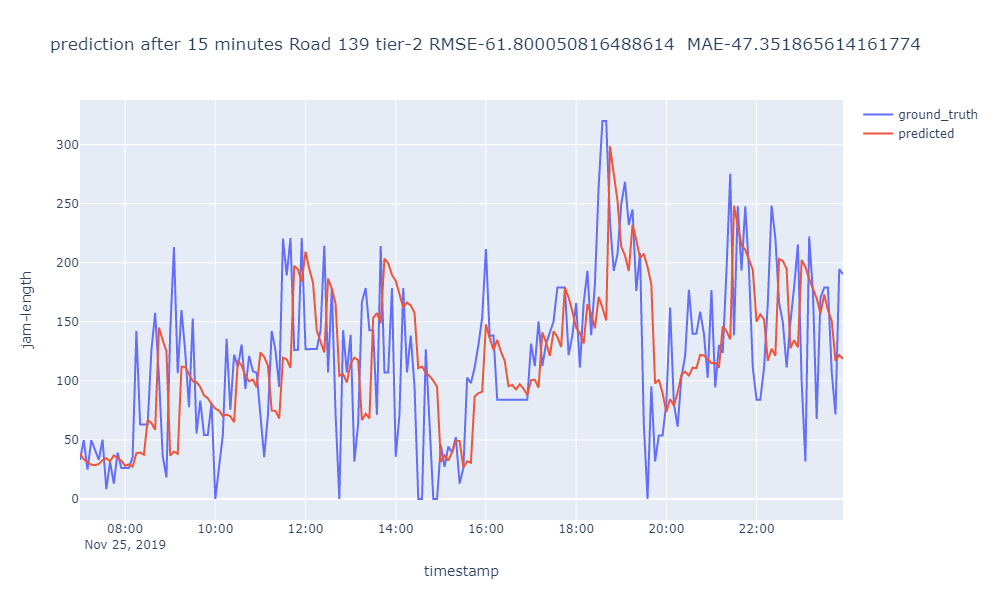 prediction after 15 minutes Road 139 tier-2 RMSE-61.800050816488614  MAE-47.351865614161774
ground_truth
predicted
jam-length
300
250
200
150
100
50
0
08:00 10:00 12:00 14:00 16:00 18:00 20:00 22:00
Nov 25, 2019
timestamp